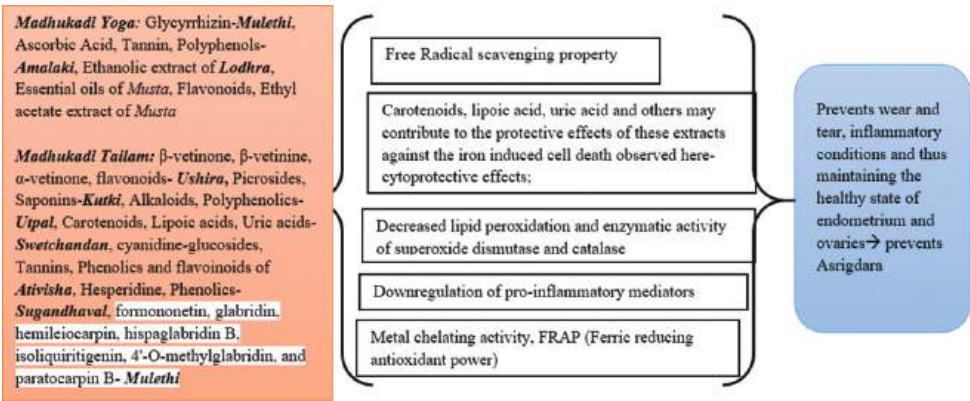 Madhukadi Yoga: Glycyrrhizin-Mulethi,
Ascorbic Acid, Tannin, Polyphenols-
Amalaki, Ethanolic extract of Lodhra,
Essential oils of Musta, Flavonoids, Ethyl
acetate extract of Musta
Madhukadi Tailam: β-vetinone, β-vetinine,
α-vetinone, flavonoids- Ushira, Picrosides,
Saponins-Kutki, Alkaloids, Polyphenolics-
Utpal, Carotenoids, Lipoic acids, Uric acids-
Swetchandan, cyanidine-glucosides,
Tannins, Phenolics and flavoinoids of
Ativisha, Hesperidine, Phenolics-
Sugandhaval, formononetin, glabridin,
hemileiocarpin, hispaglabridin B,
isoliquiritigenin, 4'-O-methylglabridin, and
paratocarpin B- Mulethi
Free Radical scavenging property
Carotenoids, lipoic acid, uric acid and others may
contribute to the protective effects of these extracts
against the iron induced cell death observed here-
cytoprotective effects;
Decreased lipid peroxidation and enzymatic activity
of superoxide dismutase and catalase
Downregulation of pro-inflammatory mediators
Metal chelating activity, FRAP (Ferric reducing
antioxidant power)
Prevents wear and
tear, inflammatory
conditions and thus
maintaining the
healthy state of
endometrium and
ovaries→ prevents
Asrigdara